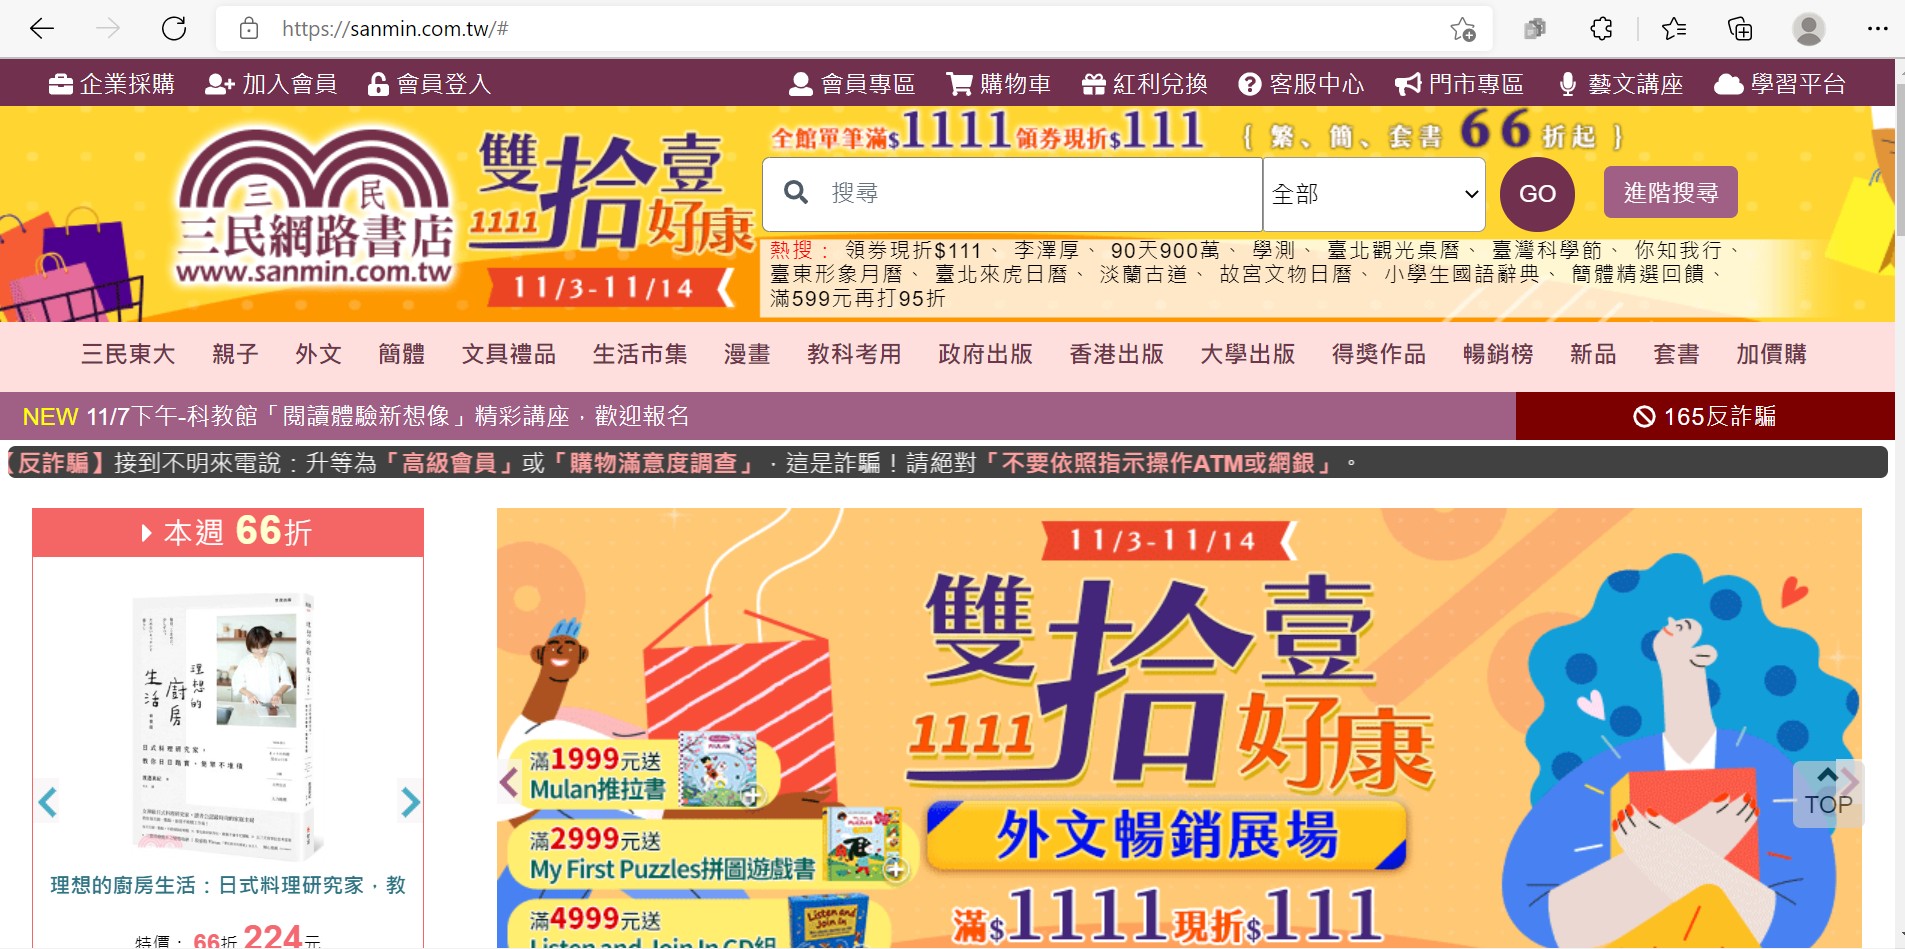 https://sanmin.com.tw/#
企業採購 加入會員 會員登入 會員專區 購物車 紅利兌換 客服中心 門市專區 藝文講座 學習平台
全館單筆滿$1111領券現折$111 {繁、簡、套書66折起}
三民
三民網路書店
www.sanmin.com.tw
雙拾壹
1111好康
11/3-11/14
搜尋 全部 GO 進階搜尋
熱搜： 領券現折$111、 李澤厚、 90天900萬、 學測、 臺北觀光桌曆、 臺灣科學節、 你知我行、
臺東形象月曆、 臺北來虎日曆、 淡蘭古道、 故宮文物日曆、 小學生國語辭典、 簡體精選回饋、
滿599元再打95折
三民東大 親子 外文 簡體 文具禮品 生活市集 漫畫 教科考用 政府出版 香港出版 大學出版 得獎作品 暢銷榜 新品 套書 加價購
NEW 11/7下午-科教館「閱讀體驗新想像」精彩講座，歡迎報名 165反詐騙
【反詐騙】接到不明來電說：升等為「高級會員」或「購物滿意度調查」，這是詐騙！請絕對「不要依照指示操作ATM或網銀」。
本週 66折
理想的
廚房
生活
日式料理研究家，
理想的廚房生活：日式料理研究家，教
特價： 66折 224元
11/3-11/14
雙拾壹
1111好康
外文暢銷展場
滿$1111現折$111
滿1999元送
Mulan推拉書
滿2999元送
My First Puzzles拼圖遊戲書
滿4999元送
Listen and Join In CD組
Listen and
Join In
TOP